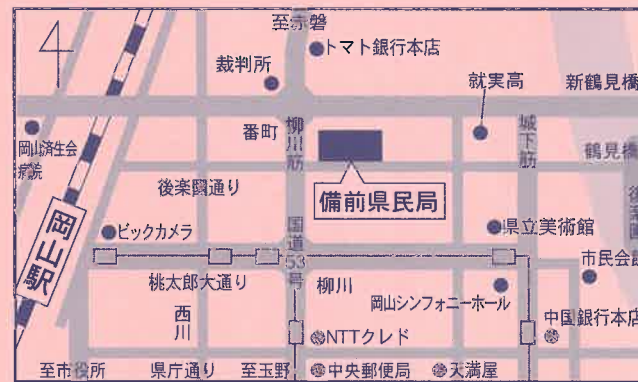 至赤磐
トマト銀行本店
裁判所
就実高
新鶴見橋
岡山済生会
病院
番町
柳川筋
城下筋
鶴見橋
後楽園
後楽園通り
備前県民局
岡山駅
ビックカメラ
国道53号
県立美術館
市民会館
桃太郎大通り
柳川
岡山シンフォニーホール
西川
中国銀行本店
NTTクレド
至市役所
県庁通り
至玉野
中央郵便局
天満屋